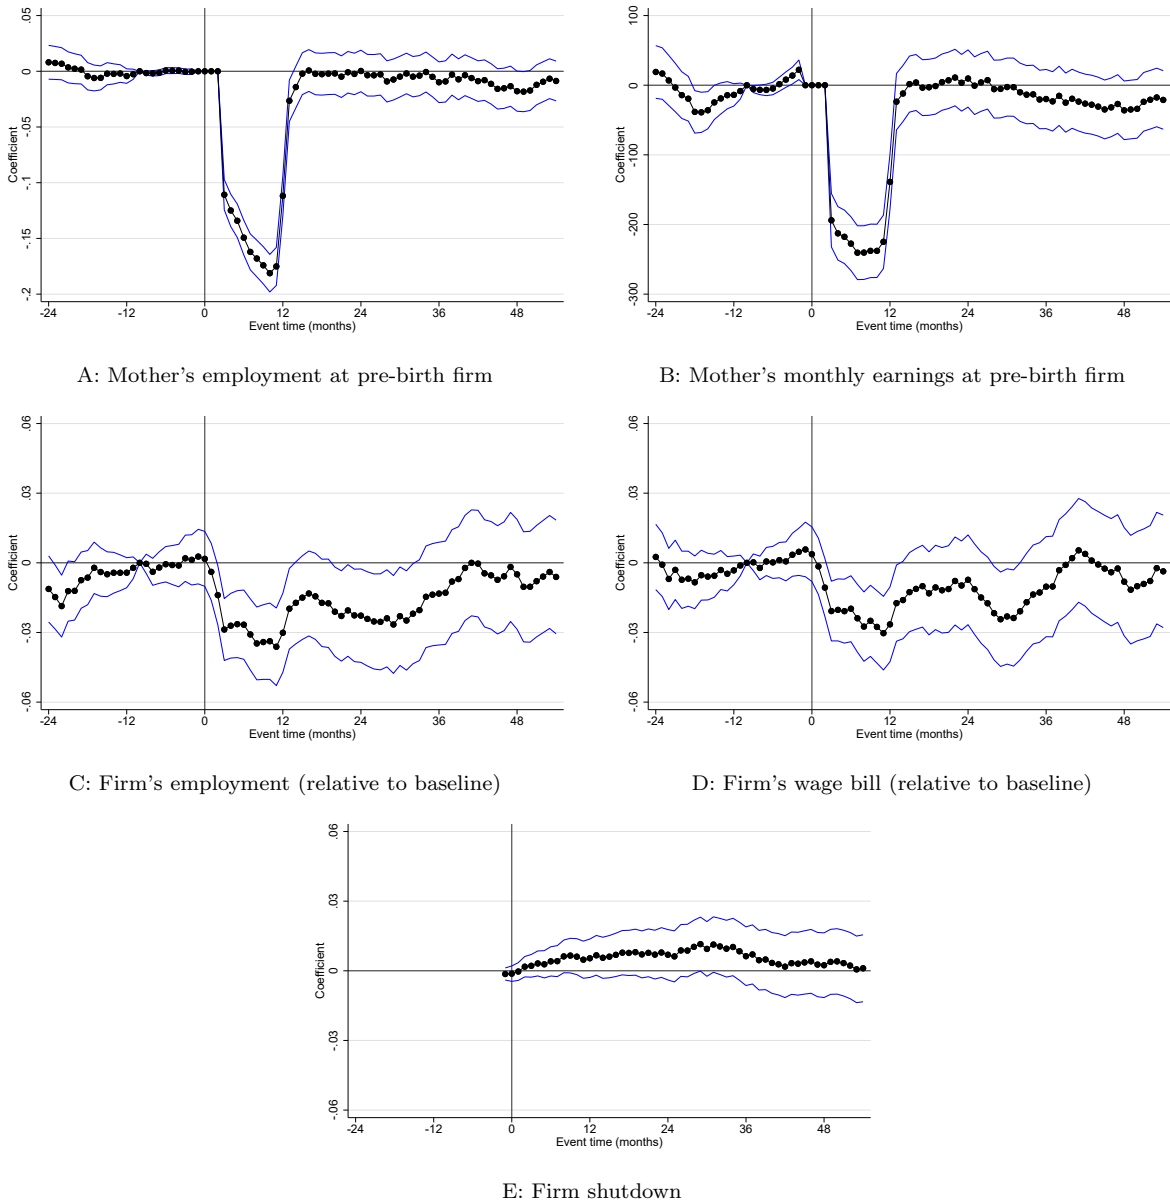 .05
0
-.05
-.1
-.15
-.2
Coefficient
-24 -12 0 12 24 36 48
Event time (months)
A: Mother's employment at pre-birth firm
100
0
-100
-200
-300
Coefficient
-24 -12 0 12 24 36 48
Event time (months)
B: Mother's monthly earnings at pre-birth firm
.06
.03
0
-.03
-.06
Coefficient
-24 -12 0 12 24 36 48
Event time (months)
C: Firm's employment (relative to baseline)
.06
.03
0
-.03
-.06
Coefficient
-24 -12 0 12 24 36 48
Event time (months)
D: Firm's wage bill (relative to baseline)
.06
.03
0
-.03
-.06
Coefficient
-24 -12 0 12 24 36 48
Event time (months)
E: Firm shutdown